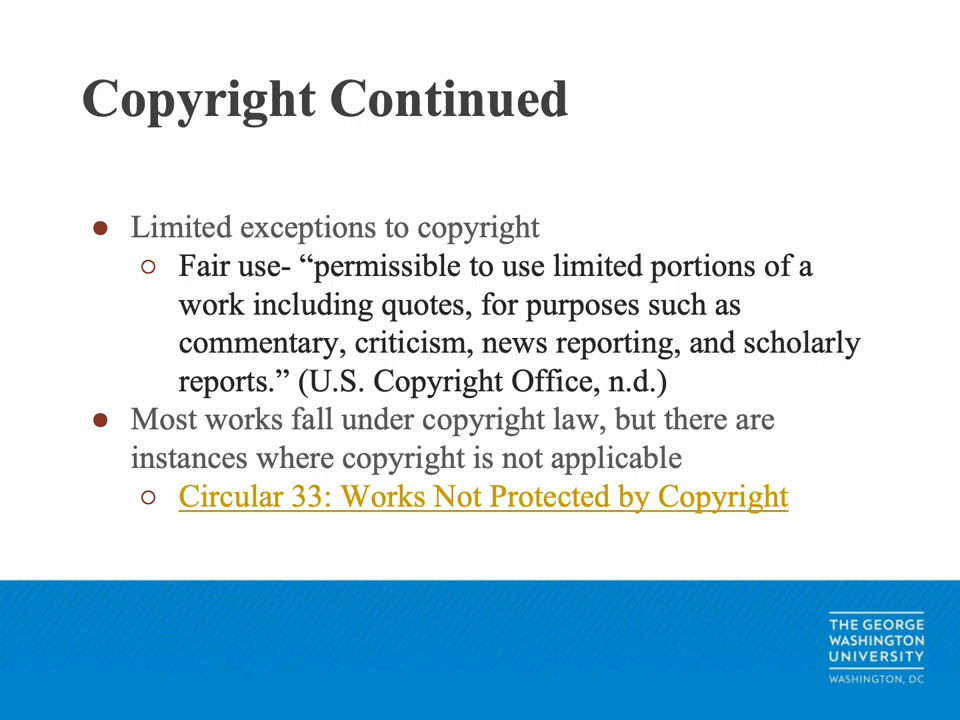 Copyright Continued
● Limited exceptions to copyright
○ Fair use- “permissible to use limited portions of a
work including quotes, for purposes such as
commentary, criticism, news reporting, and scholarly
reports.” (U.S. Copyright Office, n.d.)
● Most works fall under copyright law, but there are
instances where copyright is not applicable
○ Circular 33: Works Not Protected by Copyright
THE GEORGE
WASHINGTON
UNIVERSITY
WASHINGTON, DC